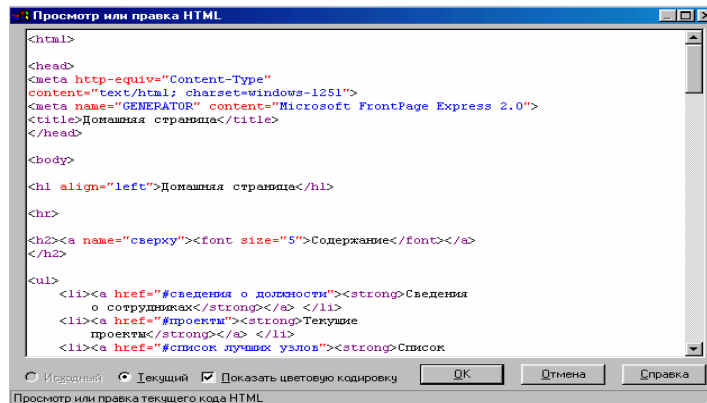 Просмотр или правка HTML
<html>
<head>
<meta http-equiv="Content-Type"
content="text/html; charset=windows-1251">
<meta name="GENERATOR" content="Microsoft FrontPage Express 2.0">
<title>Домашняя страница</title>
</head>
<body>
<h1 align="left">Домашняя страница</h1>
<hr>
<h2><a name="сверху"><font size="5">Содержание</font></a>
</h2>
<ul>
<li><a href="#сведения о должности"><strong>Сведения
о сотрудниках</strong></a> </li>
<li><a href="#проекты"><strong>Текущие
проекты</strong></a> </li>
<li><a href="#список лучших узлов"><strong>Список
Исходный Текущий Показать цветовую кодировку OK Отмена Справка
Просмотр или правка текущего кода HTML